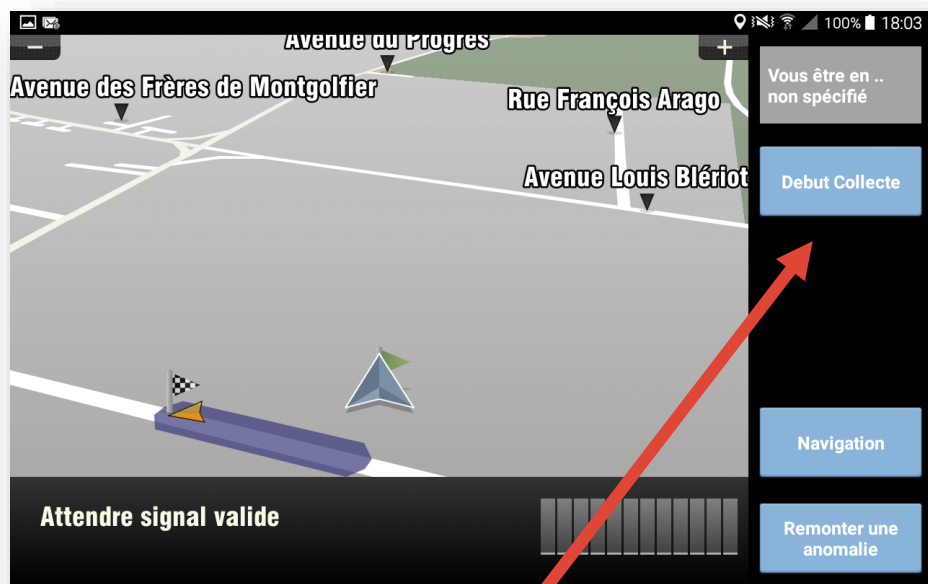 100% 18:03
Avenue du Progrès
Avenue des Frères de Montgolfier
Rue François Arago
Avenue Louis Blériot
Vous être en ..
non spécifié
Debut Collecte
Navigation
Attendre signal valide
Remonter une
anomalie